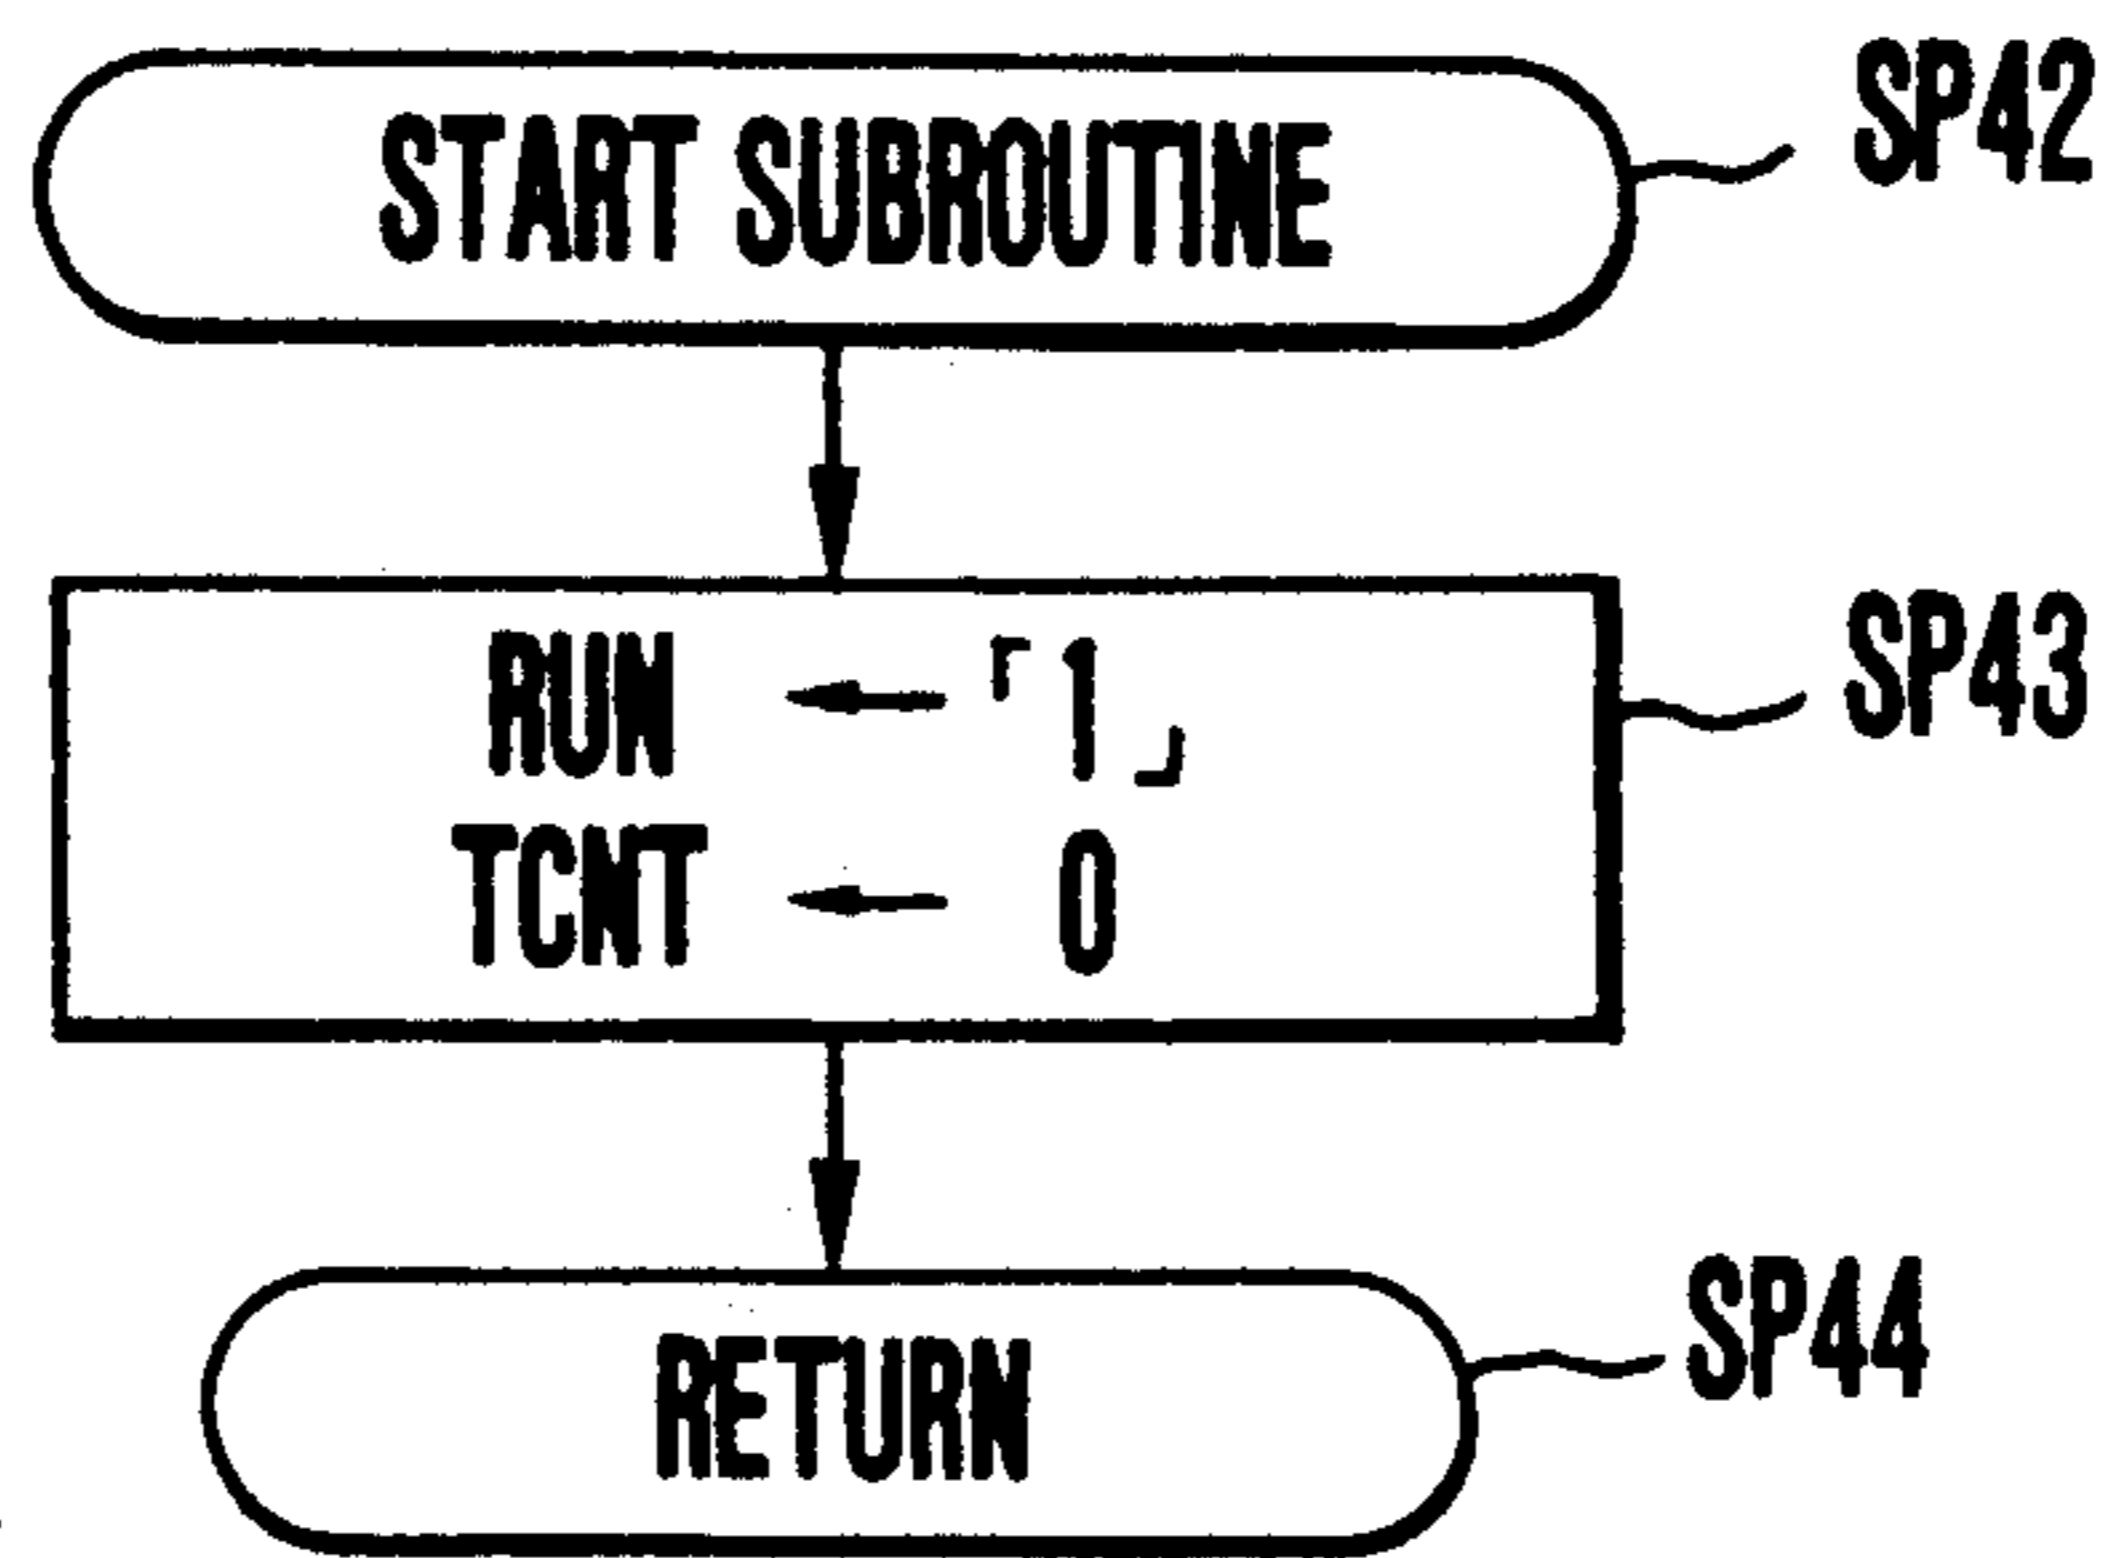 START SUBROUTINE SP42
RUN ← 「1」 SP43
TCNT ← 0
RETURN SP44